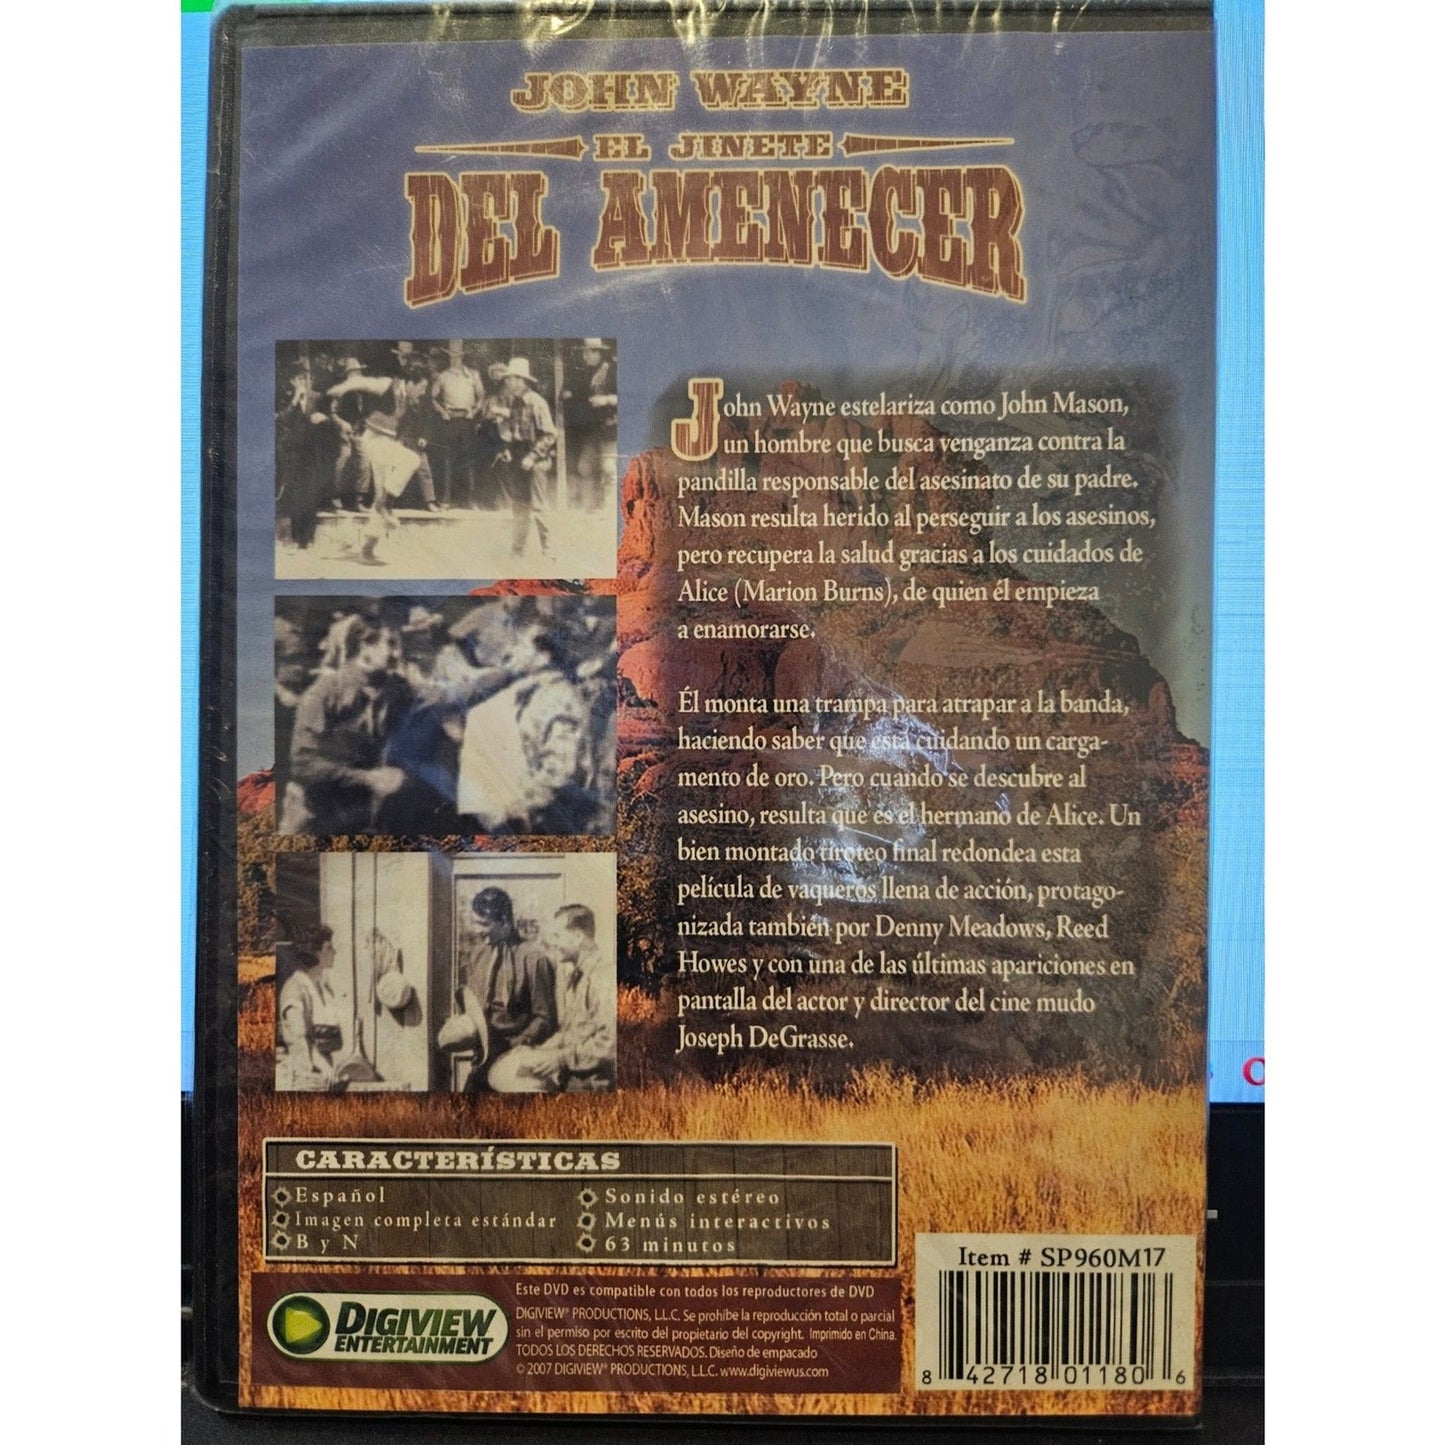 JOHN WAYNE
EL JINETE
DEL AMENECER
John Wayne estelariza como John Mason,
un hombre que busca venganza contra la
pandilla responsable del asesinato de su padre.
Mason resulta herido al perseguir a los asesinos,
pero recupera la salud gracias a los cuidados de
Alice (Marion Burns), de quien él empieza
a enamorarse.
Él monta una trampa para atrapar a la banda,
haciendo saber que está cuidando un carga-
mento de oro. Pero cuando se descubre al
asesino, resulta que es el hermano de Alice. Un
bien montado tiroteo final redondea esta
película de vaqueros llena de acción, protago-
nizada también por Denny Meadows, Reed
Howes y con una de las últimas apariciones en
pantalla del actor y director del cine mudo
Joseph DeGrasse.
CARACTERÍSTICAS
Español
Imagen completa estándar
B y N
Sonido estéreo
Menús interactivos
63 minutos
Item # SP960M17
8 42718 01180 6
DIGIVIEW
ENTERTAINMENT
Este DVD es compatible con todos los reproductores de DVD
DIGIVIEW® PRODUCTIONS, L.L.C. Se prohíbe la reproducción total o parcial
sin el permiso por escrito del propietario del copyright. Imprimido en China.
TODOS LOS DERECHOS RESERVADOS. Diseño de empacado
© 2007 DIGIVIEW® PRODUCTIONS, L.L.C. www.digiviewus.com